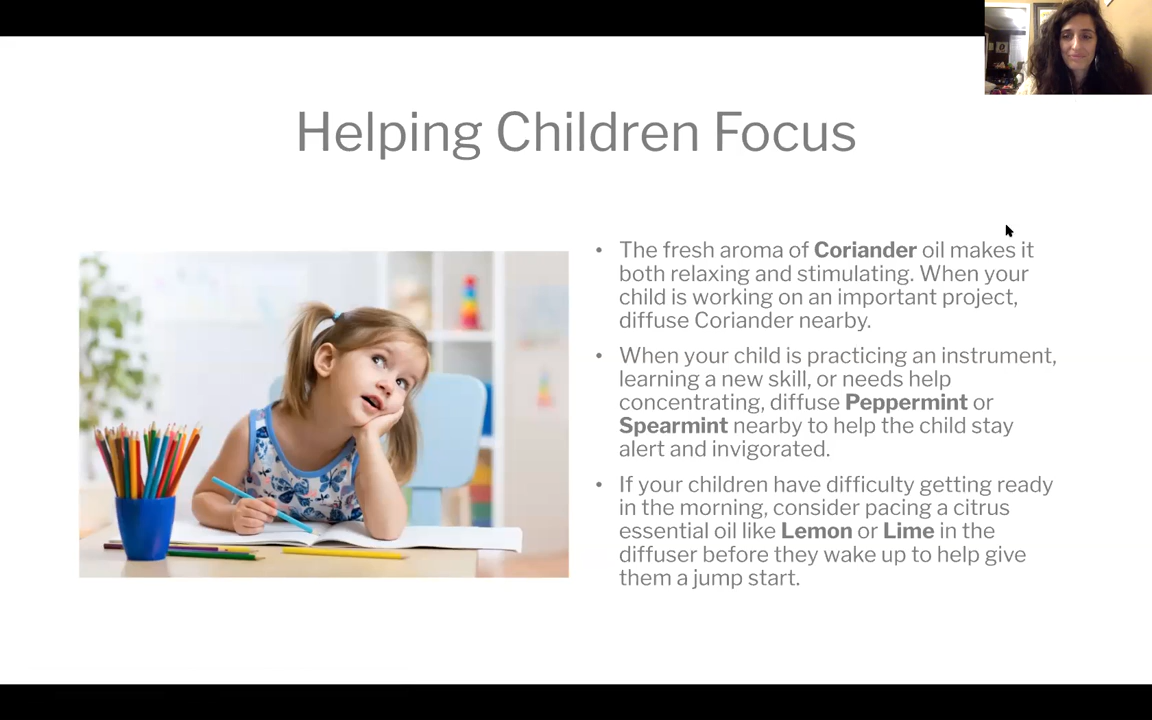 Helping Children Focus
• The fresh aroma of Coriander oil makes it
both relaxing and stimulating. When your
child is working on an important project,
diffuse Coriander nearby.
• When your child is practicing an instrument,
learning a new skill, or needs help
concentrating, diffuse Peppermint or
Spearmint nearby to help the child stay
alert and invigorated.
• If your children have difficulty getting ready
in the morning, consider pacing a citrus
essential oil like Lemon or Lime in the
diffuser before they wake up to help give
them a jump start.